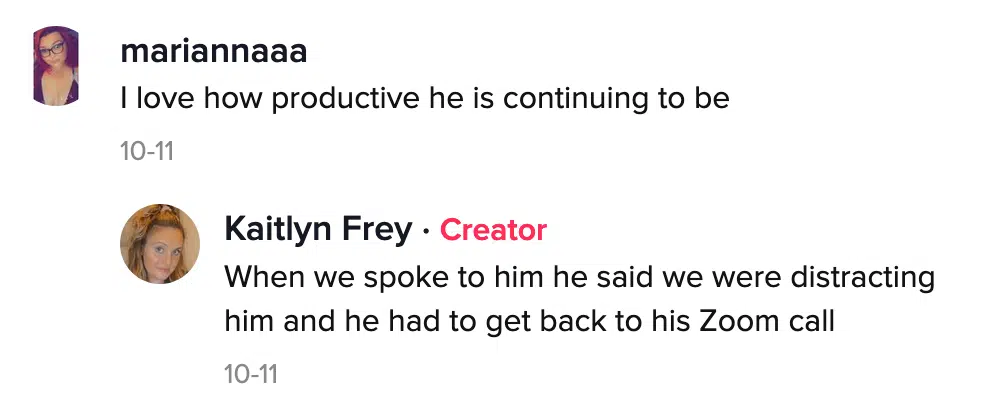 mariannaaa
I love how productive he is continuing to be
10-11
Kaitlyn Frey · Creator
When we spoke to him he said we were distracting
him and he had to get back to his Zoom call
10-11